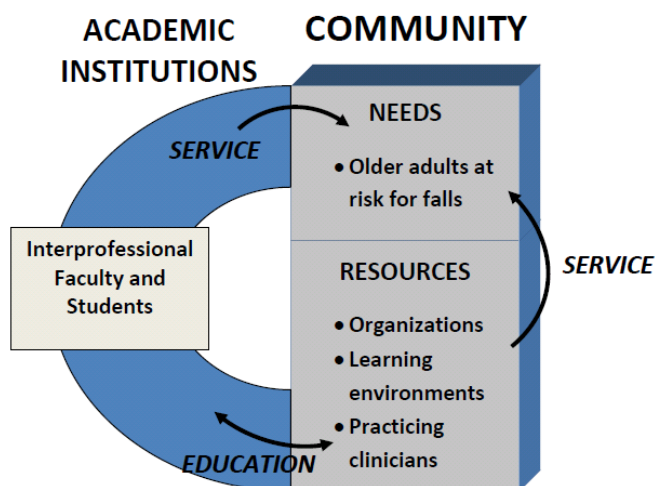 ACADEMIC
INSTITUTIONS
COMMUNITY
SERVICE
NEEDS
• Older adults at
risk for falls
Interprofessional
Faculty and
Students
RESOURCES
• Organizations
• Learning
environments
• Practicing
clinicians
SERVICE
EDUCATION